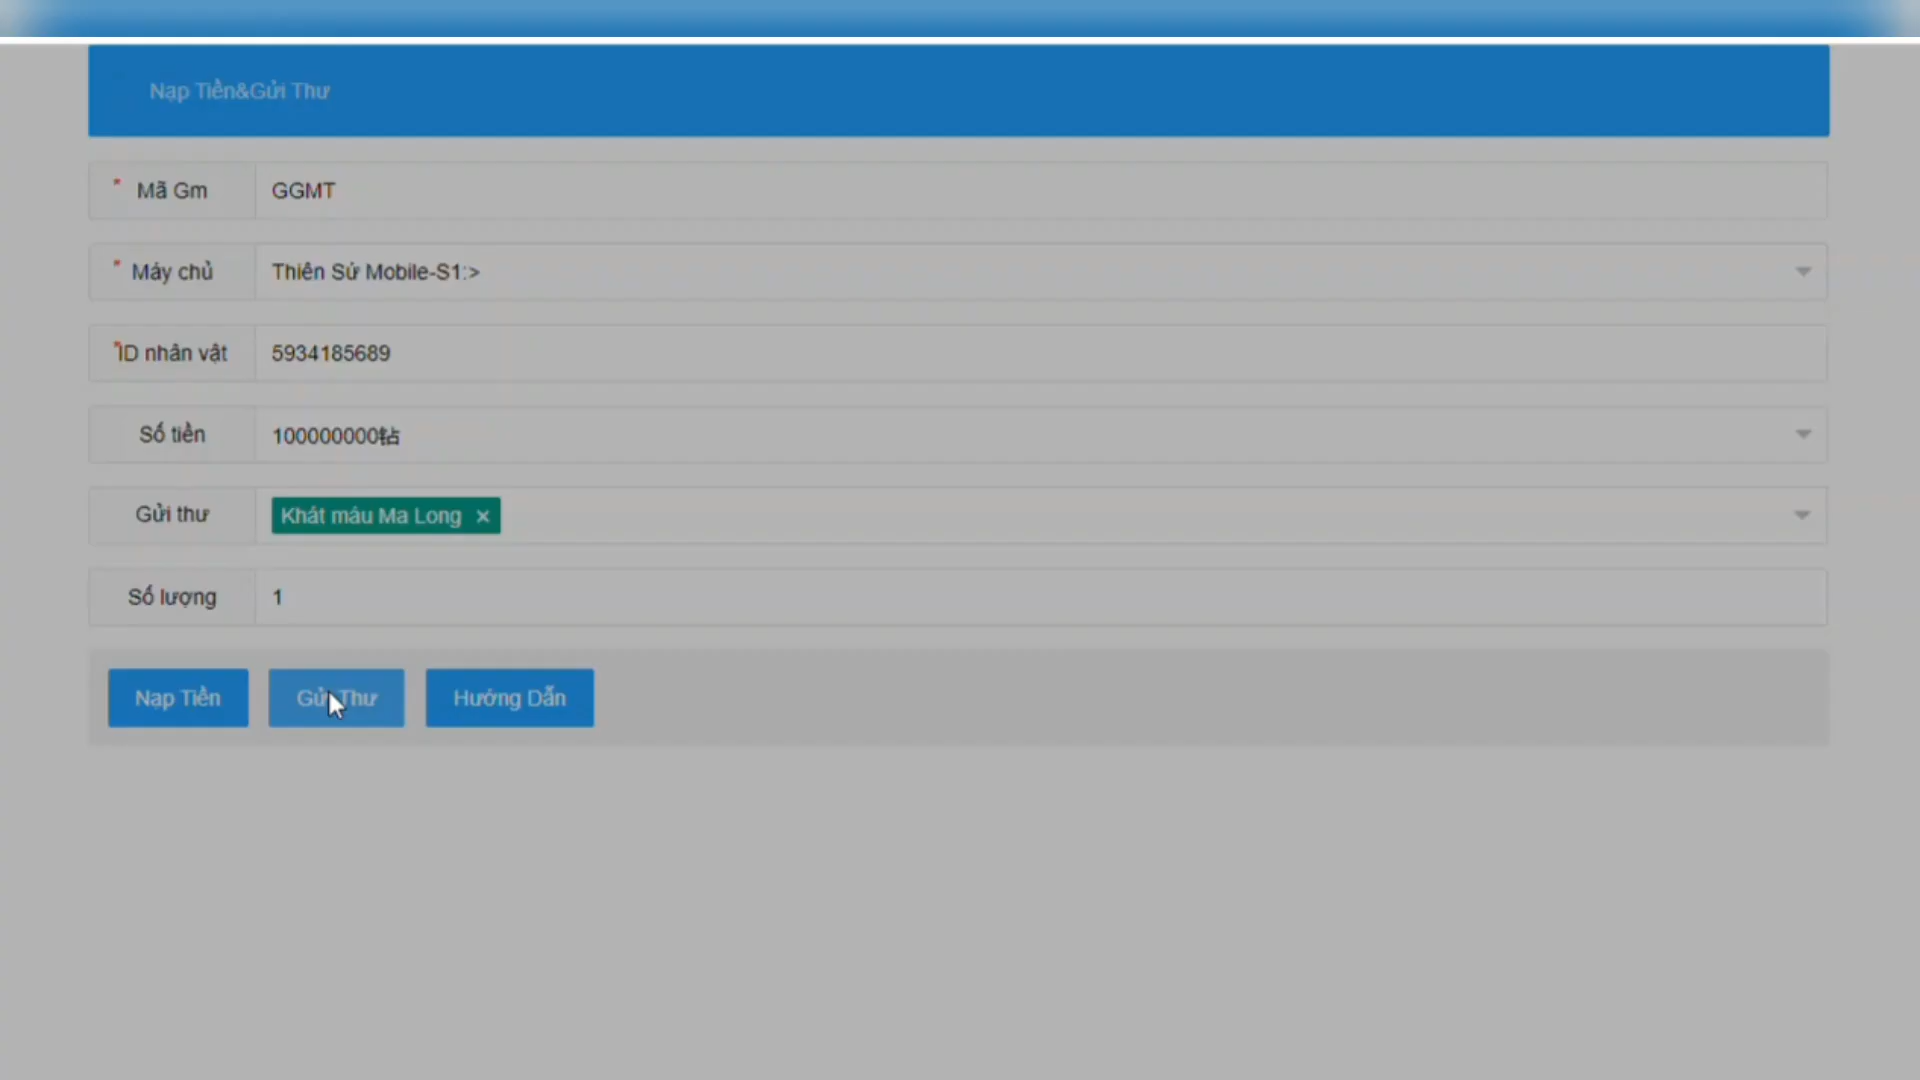 Nạp Tiền&Gửi Thư
* Mã Gm GGMT
* Máy chủ Thiên Sứ Mobile-S1:>
* ID nhân vật 5934185689
Số tiền 100000000钻
Gửi thư Khát máu Ma Long ×
Số lượng 1
Nạp Tiền Gửi Thư Hướng Dẫn